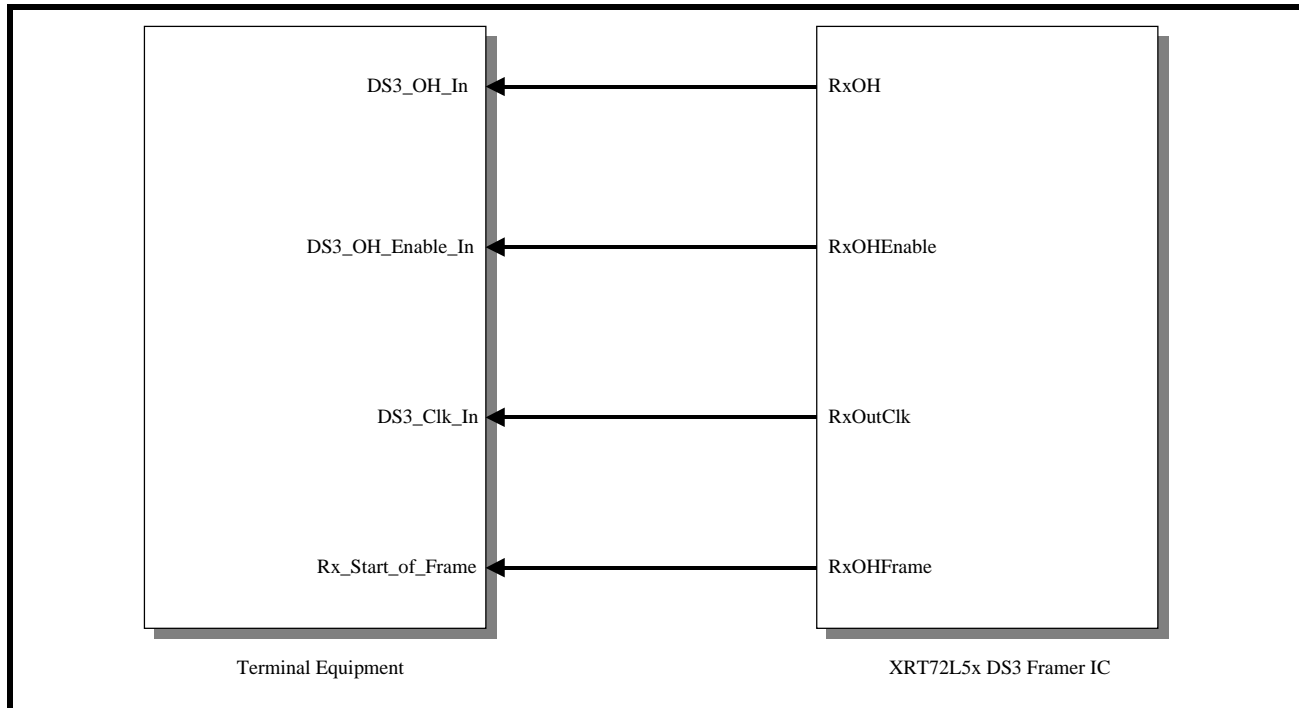 DS3_OH_In
RxOH
DS3_OH_Enable_In
RxOHEnable
DS3_Clk_In
RxOutClk
Rx_Start_of_Frame
RxOHFrame
Terminal Equipment
XRT72L5x DS3 Framer IC